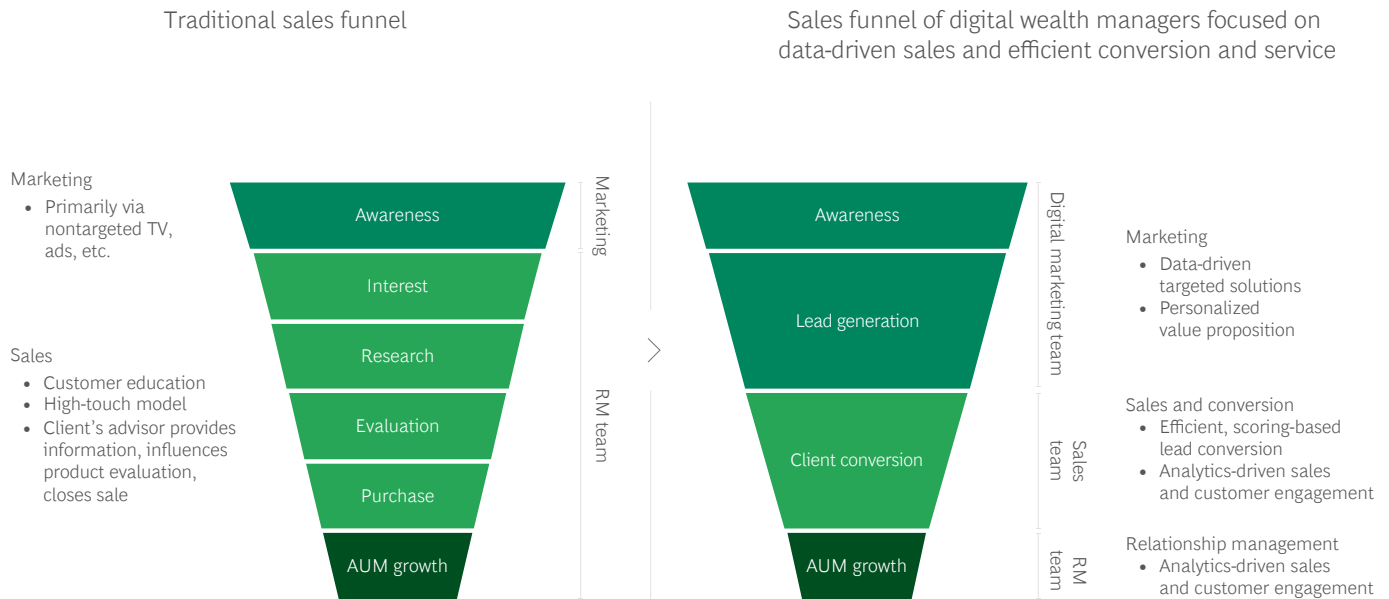 Traditional sales funnel
Marketing
• Primarily via
nontargeted TV,
ads, etc.
Sales
• Customer education
• High-touch model
• Client’s advisor provides
information, influences
product evaluation,
closes sale
Awareness
Interest
Research
Evaluation
Purchase
AUM growth
Marketing
RM team
Sales funnel of digital wealth managers focused on
data-driven sales and efficient conversion and service
Awareness
Lead generation
Client conversion
AUM growth
Digital marketing team
Sales
team
RM
team
Marketing
• Data-driven
targeted solutions
• Personalized
value proposition
Sales and conversion
• Efficient, scoring-based
lead conversion
• Analytics-driven sales
and customer engagement
Relationship management
• Analytics-driven sales
and customer engagement